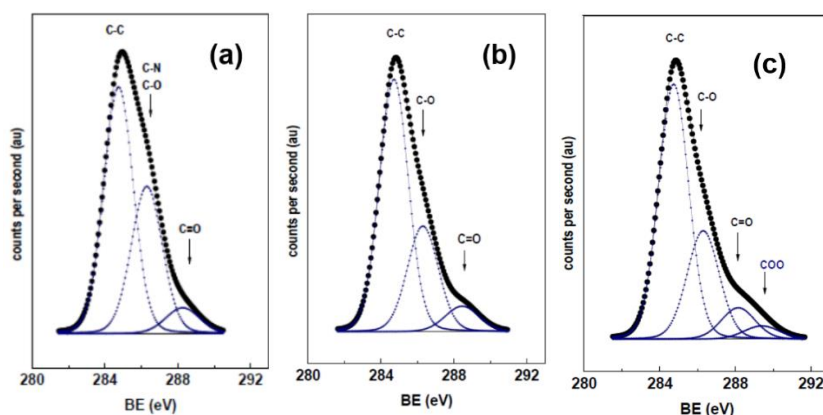 (a)
C-C
C-N
C-O
C=O
counts per second (au)
280 284 288 292
BE (eV)
(b)
C-C
C-O
C=O
counts per second (au)
280 284 288 292
BE (eV)
(c)
C-C
C-O
C=O
COO
counts per second (au)
280 284 288 292
BE (eV)